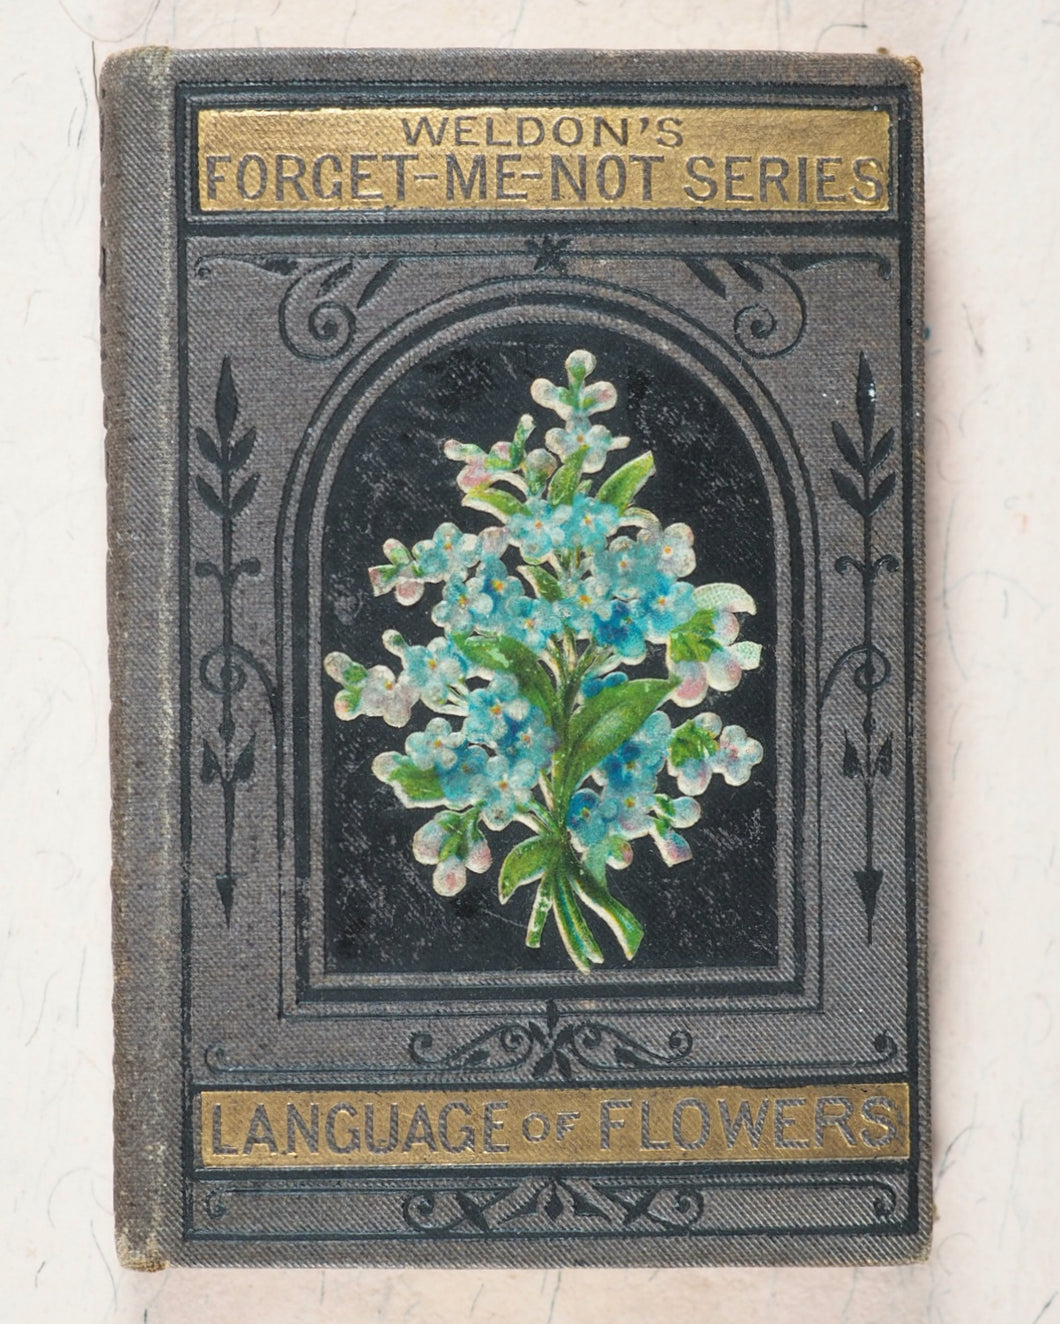 WELDON'S
FORGET-ME-NOT SERIES
LANGUAGE OF FLOWERS